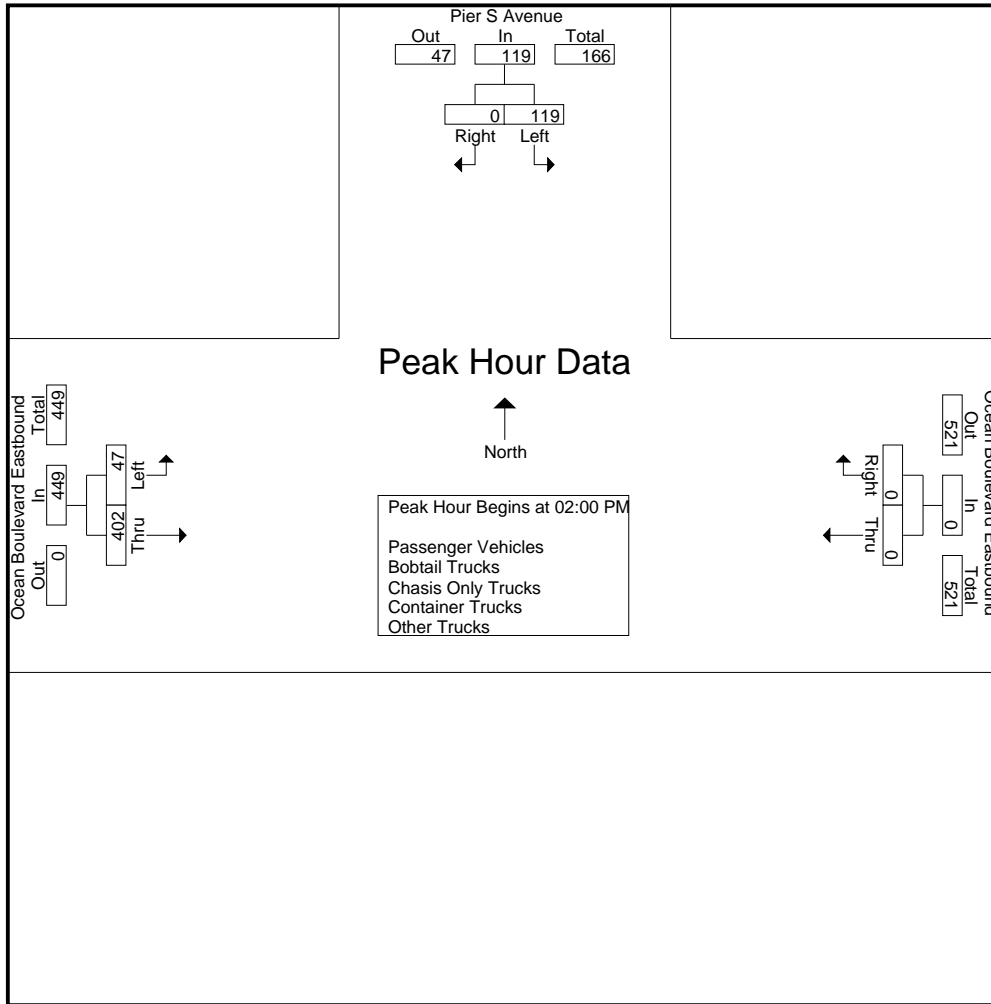 Pier S Avenue
Out In Total
47 119 166
0 119
Right Left
Peak Hour Data
North
Peak Hour Begins at 02:00 PM
Passenger Vehicles
Bobtail Trucks
Chasis Only Trucks
Container Trucks
Other Trucks
Ocean Boulevard Eastbound
Out In Total
0 449 449
47 402
Left Thru
Ocean Boulevard Eastbound
Out In Total
521 0 521
0 0
Right Thru